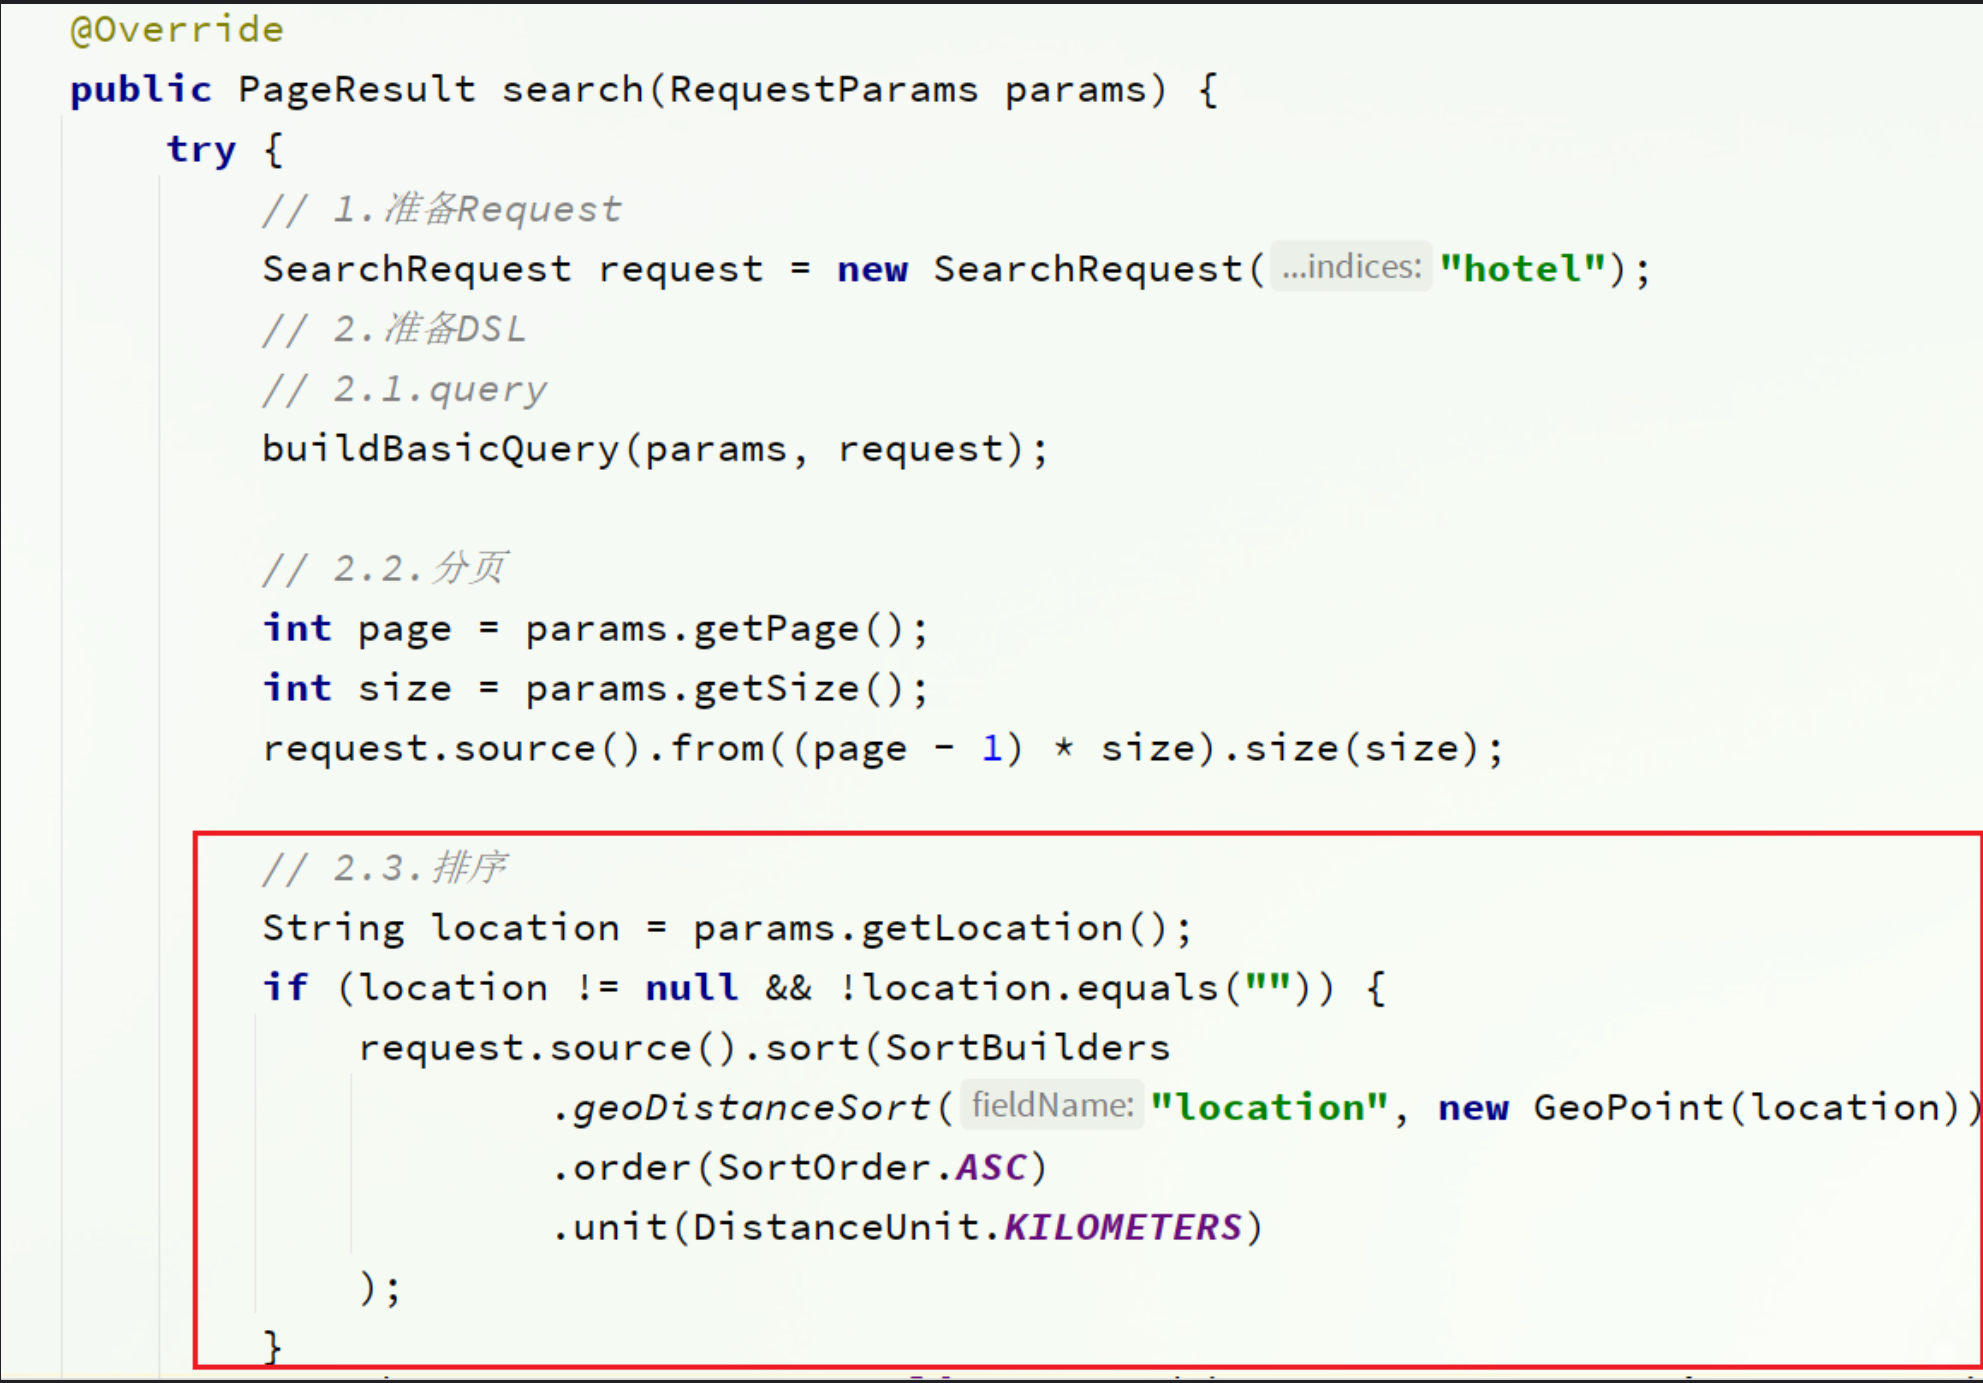 @Override
public PageResult search(RequestParams params) {
try {
// 1.准备Request
SearchRequest request = new SearchRequest( ...indices: "hotel");
// 2.准备DSL
// 2.1.query
buildBasicQuery(params, request);
// 2.2.分页
int page = params.getPage();
int size = params.getSize();
request.source().from((page - 1) * size).size(size);
// 2.3.排序
String location = params.getLocation();
if (location != null && !location.equals("")) {
request.source().sort(SortBuilders
.geoDistanceSort( fieldName: "location", new GeoPoint(location))
.order(SortOrder.ASC)
.unit(DistanceUnit.KILOMETERS)
);
}